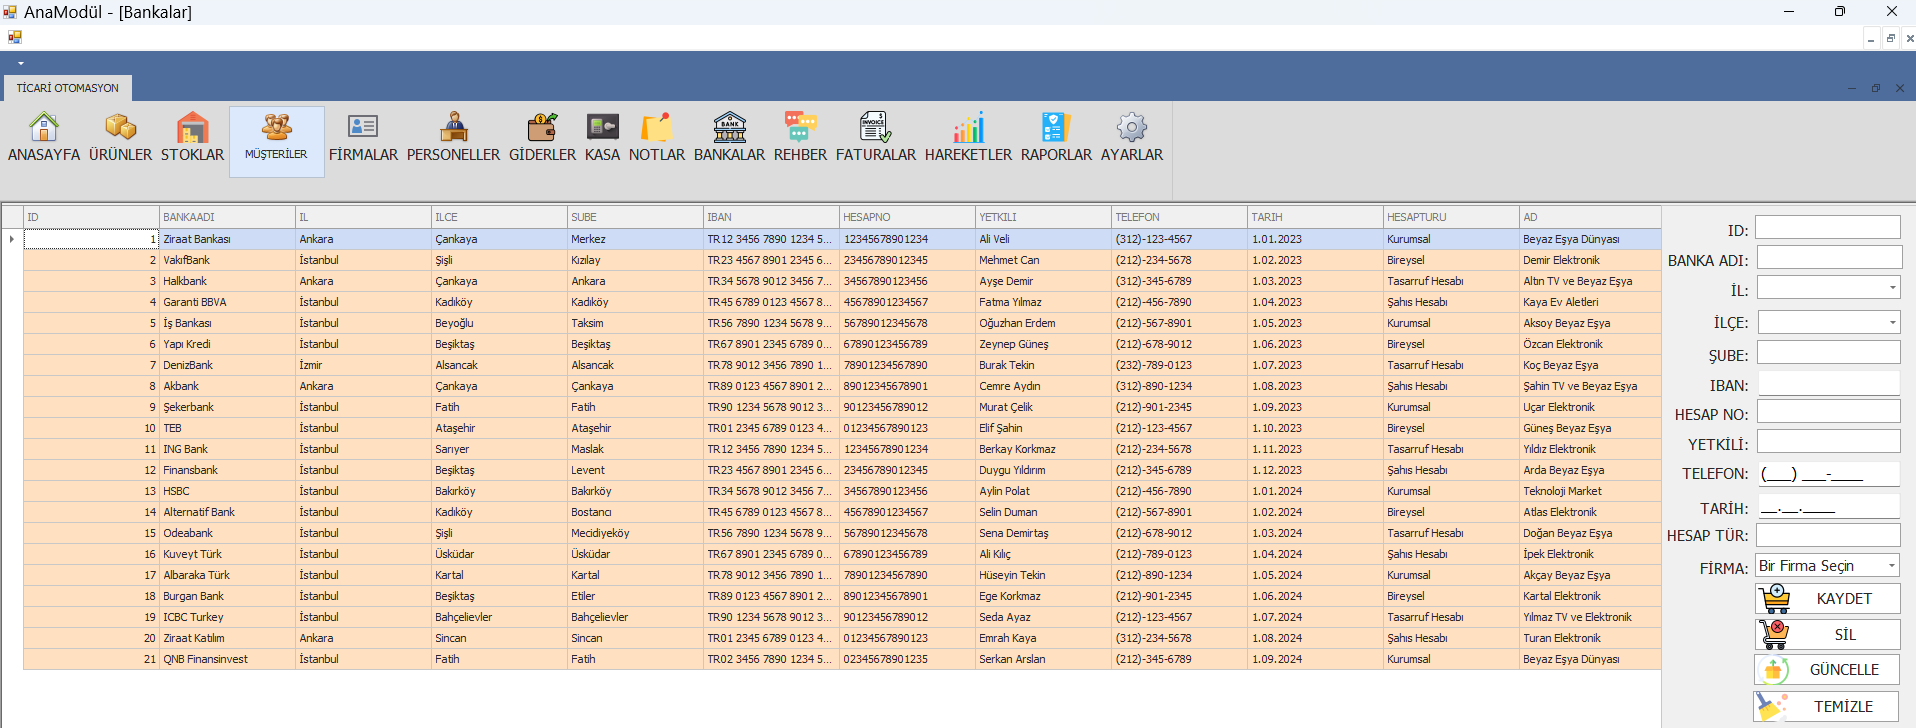 AnaModül - [Bankalar]
TİCARİ OTOMASYON
ANASAYFA ÜRÜNLER STOKLAR MÜŞTERİLER FİRMALAR PERSONELLER GİDERLER KASA NOTLAR BANKALAR REHBER FATURALAR HAREKETLER RAPORLAR AYARLAR
ID BANKAADI IL ILCE SUBE IBAN HESAPNO YETKILI TELEFON TARIH HESAPTURU AD
1 Ziraat Bankası Ankara Çankaya Merkez TR12 3456 7890 1234 5... 12345678901234 Ali Veli (312)-123-4567 1.01.2023 Kurumsal Beyaz Eşya Dünyası
2 VakıfBank İstanbul Şişli Kızılay TR23 4567 8901 2345 6... 23456789012345 Mehmet Can (212)-234-5678 1.02.2023 Bireysel Demir Elektronik
3 Halkbank Ankara Çankaya Ankara TR34 5678 9012 3456 7... 34567890123456 Ayşe Demir (312)-345-6789 1.03.2023 Tasarruf Hesabı Altın TV ve Beyaz Eşya
4 Garanti BBVA İstanbul Kadıköy Kadıköy TR45 6789 0123 4567 8... 45678901234567 Fatma Yılmaz (212)-456-7890 1.04.2023 Şahıs Hesabı Kaya Ev Aletleri
5 İş Bankası İstanbul Beyoğlu Taksim TR56 7890 1234 5678 9... 56789012345678 Oğuzhan Erdem (212)-567-8901 1.05.2023 Kurumsal Aksoy Beyaz Eşya
6 Yapı Kredi İstanbul Beşiktaş Beşiktaş TR67 8901 2345 6789 0... 67890123456789 Zeynep Güneş (212)-678-9012 1.06.2023 Bireysel Özcan Elektronik
7 DenizBank İzmir Alsancak Alsancak TR78 9012 3456 7890 1... 78901234567890 Burak Tekin (232)-789-0123 1.07.2023 Tasarruf Hesabı Koç Beyaz Eşya
8 Akbank Ankara Çankaya Çankaya TR89 0123 4567 8901 2... 89012345678901 Cemre Aydın (312)-890-1234 1.08.2023 Şahıs Hesabı Şahin TV ve Beyaz Eşya
9 Şekerbank İstanbul Fatih Fatih TR90 1234 5678 9012 3... 90123456789012 Murat Çelik (212)-901-2345 1.09.2023 Kurumsal Uçar Elektronik
10 TEB İstanbul Ataşehir Ataşehir TR01 2345 6789 0123 4... 01234567890123 Elif Şahin (212)-123-4567 1.10.2023 Bireysel Güneş Beyaz Eşya
11 ING Bank İstanbul Sarıyer Maslak TR12 3456 7890 1234 5... 12345678901234 Berkay Korkmaz (212)-234-5678 1.11.2023 Tasarruf Hesabı Yıldız Elektronik
12 Finansbank İstanbul Beşiktaş Levent TR23 4567 8901 2345 6... 23456789012345 Duygu Yıldırım (212)-345-6789 1.12.2023 Şahıs Hesabı Arda Beyaz Eşya
13 HSBC İstanbul Bakırköy Bakırköy TR34 5678 9012 3456 7... 34567890123456 Aylin Polat (212)-456-7890 1.01.2024 Kurumsal Teknoloji Market
14 Alternatif Bank İstanbul Kadıköy Bostancı TR45 6789 0123 4567 8... 45678901234567 Selin Duman (212)-567-8901 1.02.2024 Bireysel Atlas Elektronik
15 Odeabank İstanbul Şişli Mecidiyeköy TR56 7890 1234 5678 9... 56789012345678 Sena Demirtaş (212)-678-9012 1.03.2024 Tasarruf Hesabı Doğan Beyaz Eşya
16 Kuveyt Türk İstanbul Üsküdar Üsküdar TR67 8901 2345 6789 0... 67890123456789 Ali Kılıç (212)-789-0123 1.04.2024 Şahıs Hesabı İpek Elektronik
17 Albaraka Türk İstanbul Kartal Kartal TR78 9012 3456 7890 1... 78901234567890 Hüseyin Tekin (212)-890-1234 1.05.2024 Kurumsal Akçay Beyaz Eşya
18 Burgan Bank İstanbul Beşiktaş Etiler TR89 0123 4567 8901 2... 89012345678901 Ege Korkmaz (212)-901-2345 1.06.2024 Bireysel Kartal Elektronik
19 ICBC Turkey İstanbul Bahçelievler Bahçelievler TR90 1234 5678 9012 3... 90123456789012 Seda Ayaz (212)-123-4567 1.07.2024 Tasarruf Hesabı Yılmaz TV ve Elektronik
20 Ziraat Katılım Ankara Sincan Sincan TR01 2345 6789 0123 4... 01234567890123 Emrah Kaya (312)-234-5678 1.08.2024 Şahıs Hesabı Turan Elektronik
21 QNB Finansinvest İstanbul Fatih Fatih TR02 3456 7890 1234 5... 02345678901235 Serkan Arslan (212)-345-6789 1.09.2024 Kurumsal Beyaz Eşya Dünyası
ID:
BANKA ADI:
İL:
İLÇE:
ŞUBE:
IBAN:
HESAP NO:
YETKİLİ:
TELEFON: (___) ___-____
TARİH: __.__.____
HESAP TÜR:
FİRMA: Bir Firma Seçin
KAYDET
SİL
GÜNCELLE
TEMİZLE